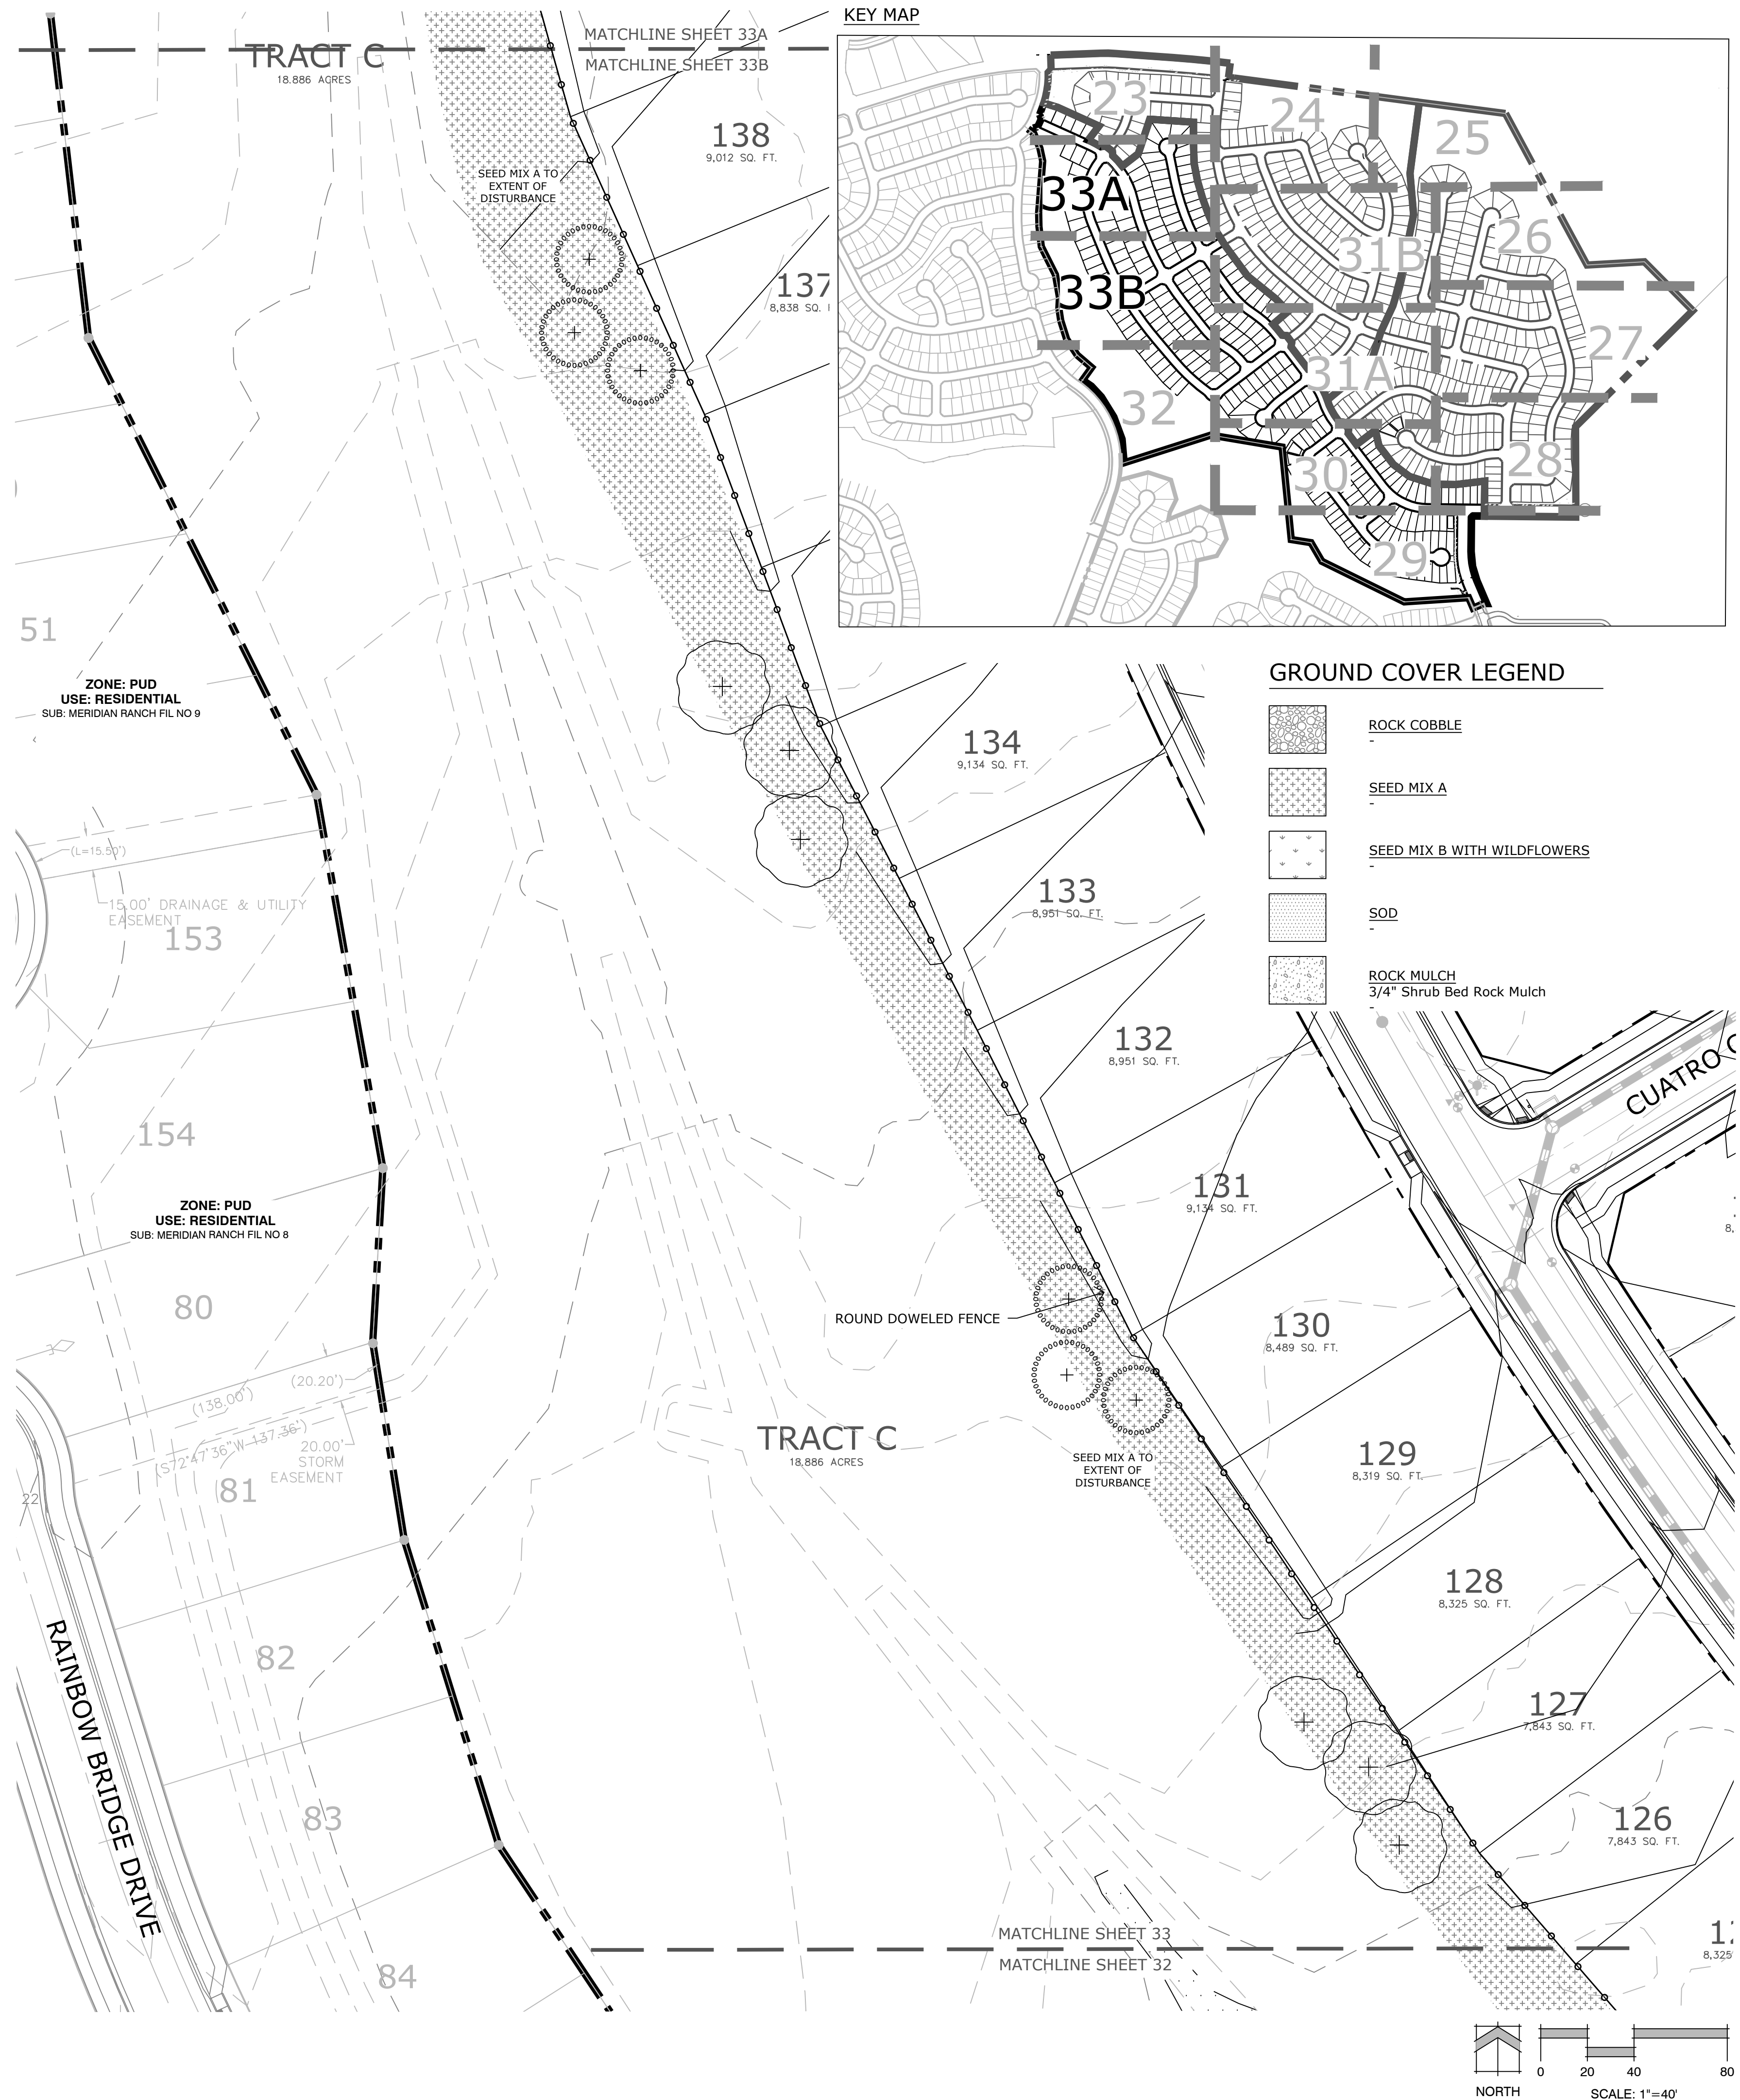 KEY MAP
MATCHLINE SHEET 33A
MATCHLINE SHEET 33B
TRACT C
18.886 ACRES
138
9,012 SQ. FT.
SEED MIX A TO
EXTENT OF
DISTURBANCE
137
8,838 SQ.
23
24
25
33A
26
31B
33B
27
31A
32
28
30
29
51
ZONE: PUD
USE: RESIDENTIAL
SUB: MERIDIAN RANCH FIL NO 9
GROUND COVER LEGEND
ROCK COBBLE
-
SEED MIX A
-
SEED MIX B WITH WILDFLOWERS
-
SOD
-
ROCK MULCH
3/4" Shrub Bed Rock Mulch
-
134
9,134 SQ. FT.
133
8,951 SQ. FT.
132
8,951 SQ. FT.
131
9,134 SQ. FT.
130
8,489 SQ. FT.
129
8,319 SQ. FT.
128
8,325 SQ. FT.
127
7,843 SQ. FT.
126
7,843 SQ. FT.
8,325
CUATRO
(L=15.50')
15.00' DRAINAGE & UTILITY
EASEMENT
153
154
ZONE: PUD
USE: RESIDENTIAL
SUB: MERIDIAN RANCH FIL NO 8
80
(20.20')
(138.00')
(S72°47'36"W 137.36')
20.00'
STORM
EASEMENT
81
22
82
83
84
RAINBOW BRIDGE DRIVE
ROUND DOWELED FENCE
TRACT C
18.886 ACRES
SEED MIX A TO
EXTENT OF
DISTURBANCE
MATCHLINE SHEET 33
MATCHLINE SHEET 32
NORTH
0 20 40 80
SCALE: 1"=40'